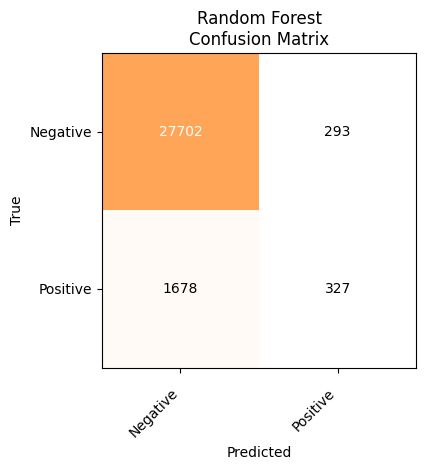 Random Forest
Confusion Matrix
True
Negative
27702
293
Positive
1678
327
Negative
Positive
Predicted